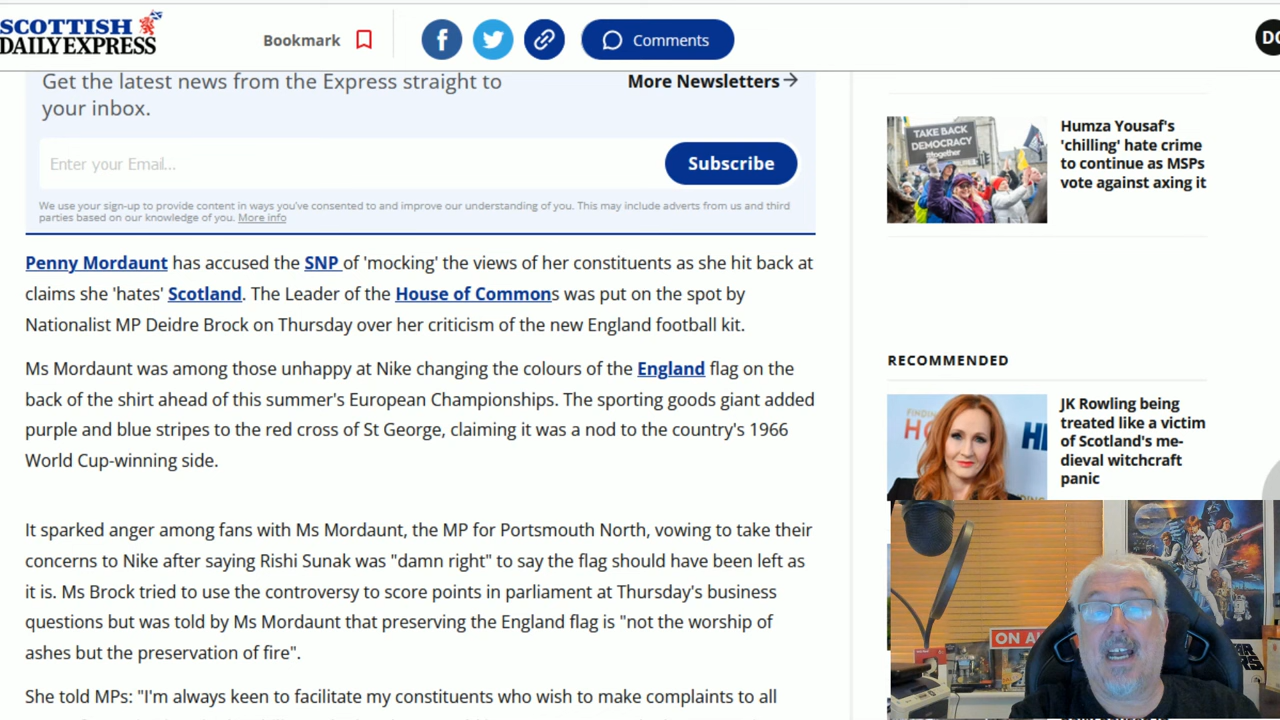 SCOTTISH
DAILY EXPRESS
Bookmark
Comments
DO
Get the latest news from the Express straight to
your inbox.
More Newsletters
Enter your Email...
Subscribe
We use your sign-up to provide content in ways you've consented to and improve our understanding of you. This may include adverts from us and third
parties based on our knowledge of you. More info
Penny Mordaunt has accused the SNP of 'mocking' the views of her constituents as she hit back at
claims she 'hates' Scotland. The Leader of the House of Commons was put on the spot by
Nationalist MP Deidre Brock on Thursday over her criticism of the new England football kit.
Ms Mordaunt was among those unhappy at Nike changing the colours of the England flag on the
back of the shirt ahead of this summer's European Championships. The sporting goods giant added
purple and blue stripes to the red cross of St George, claiming it was a nod to the country's 1966
World Cup-winning side.
It sparked anger among fans with Ms Mordaunt, the MP for Portsmouth North, vowing to take their
concerns to Nike after saying Rishi Sunak was "damn right" to say the flag should have been left as
it is. Ms Brock tried to use the controversy to score points in parliament at Thursday's business
questions but was told by Ms Mordaunt that preserving the England flag is "not the worship of
ashes but the preservation of fire".
She told MPs: "I'm always keen to facilitate my constituents who wish to make complaints to all
TAKE BACK
DEMOCRACY
#together
Humza Yousaf's
'chilling' hate crime
to continue as MSPs
vote against axing it
RECOMMENDED
JK Rowling being
treated like a victim
of Scotland's me-
dieval witchcraft
panic
ON A